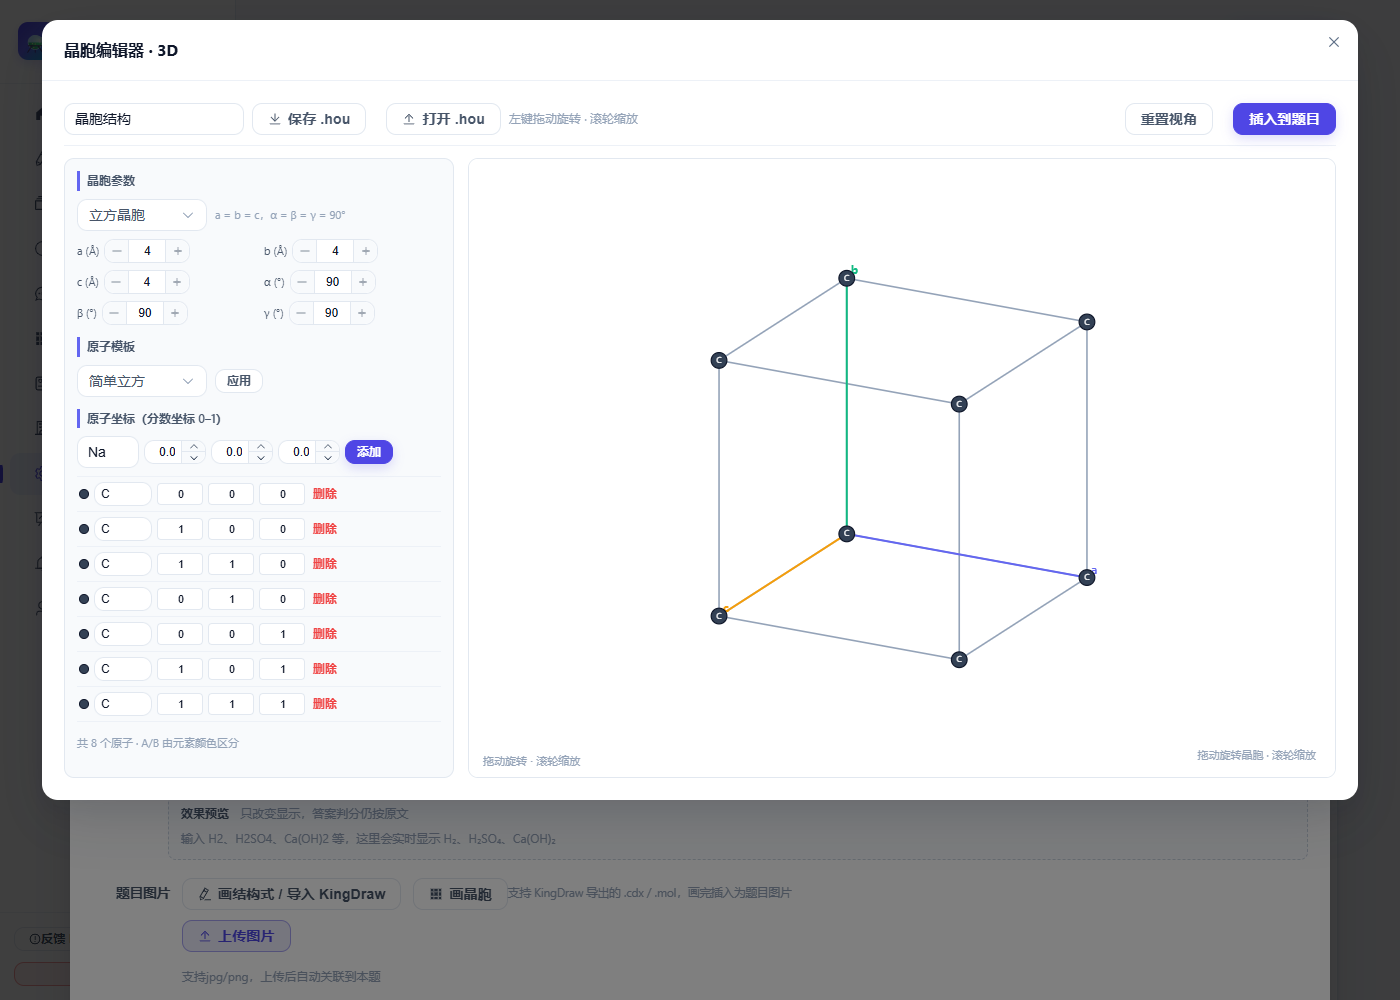 晶胞编辑器 · 3D
晶胞结构
保存 .hou
打开 .hou
左键拖动旋转 · 滚轮缩放
重置视角
插入到题目
晶胞参数
立方晶胞
a = b = c, α = β = γ = 90°
a (Å) − 4 +
b (Å) − 4 +
c (Å) − 4 +
α (°) − 90 +
β (°) − 90 +
γ (°) − 90 +
原子模板
简单立方
应用
原子坐标（分数坐标 0–1）
Na 0.0 0.0 0.0 添加
C 0 0 0 删除
C 1 0 0 删除
C 1 1 0 删除
C 0 1 0 删除
C 0 0 1 删除
C 1 0 1 删除
C 1 1 1 删除
共 8 个原子 · A/B 由元素颜色区分
b
C
C
C
C
C
C
a
C
C
拖动旋转 · 滚轮缩放
拖动旋转晶胞 · 滚轮缩放
效果预览 只改变显示，答案判分仍按原文
输入 H2、H2SO4、Ca(OH)2 等，这里会实时显示 H₂、H₂SO₄、Ca(OH)₂
题目图片
画结构式 / 导入 KingDraw
画晶胞
支持 KingDraw 导出的 .cdx / .mol，画完插入为题目图片
上传图片
支持jpg/png，上传后自动关联到本题
反馈